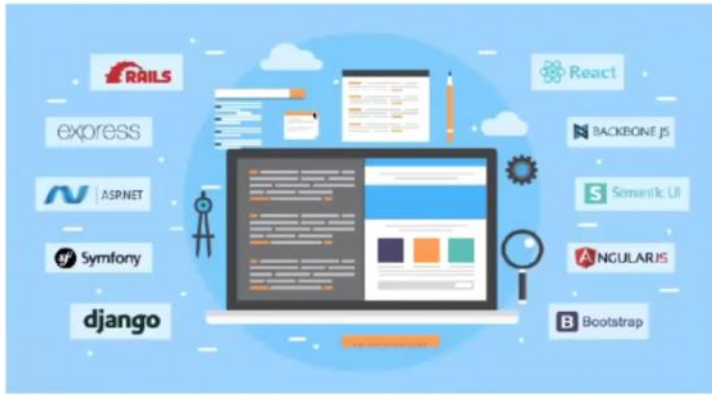 RAILS
React
express
BACKBONE JS
ASP.NET
Semantic UI
Symfony
ANGULARJS
django
B Bootstrap